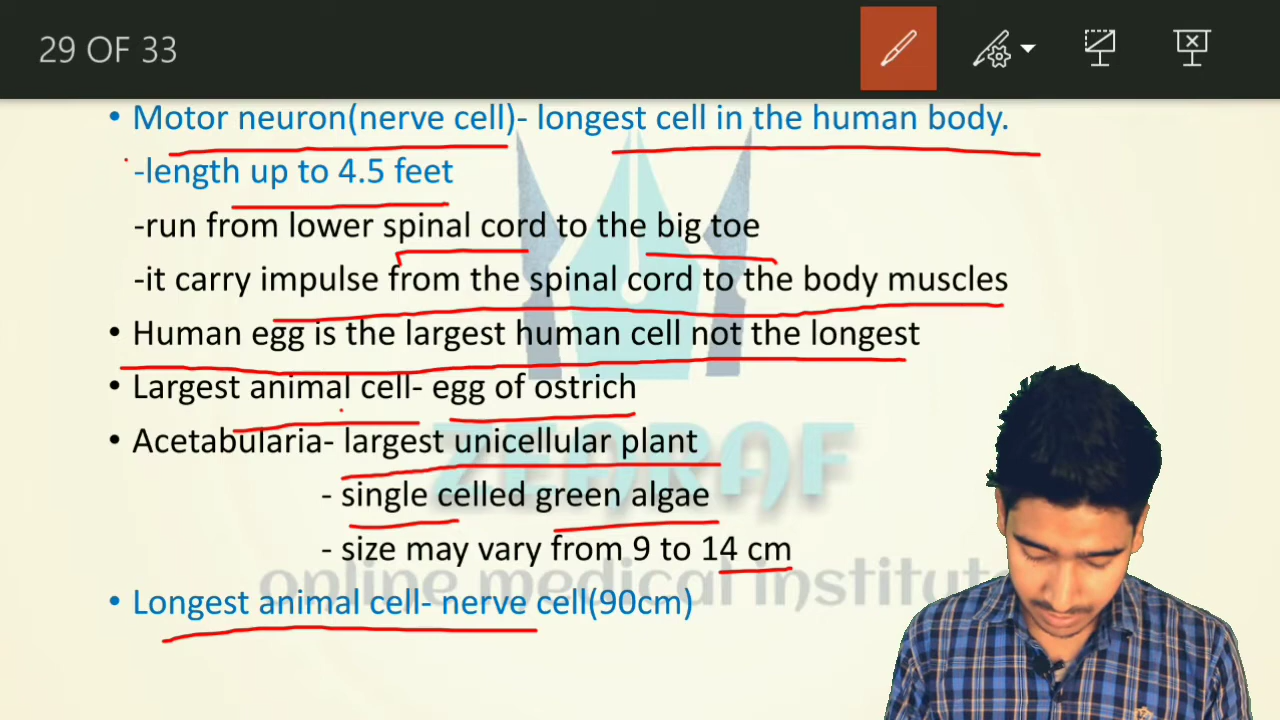 29 OF 33
• Motor neuron(nerve cell)- longest cell in the human body.
-length up to 4.5 feet
-run from lower spinal cord to the big toe
-it carry impulse from the spinal cord to the body muscles
• Human egg is the largest human cell not the longest
• Largest animal cell- egg of ostrich
• Acetabularia- largest unicellular plant
ZEARAF
- single celled green algae
- size may vary from 9 to 14 cm
online medical institute
• Longest animal cell- nerve cell(90cm)